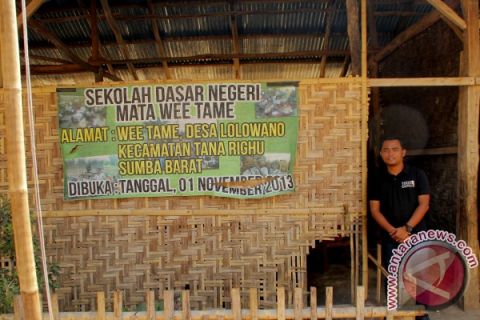 SEKOLAH DASAR NEGERI
MATA WEE TAME
ALAMAT : WEE TAME, DESA LOLOWANO
KECAMATAN TANA RIGHU
SUMBA BARAT
DIBUKA : TANGGAL, 01 NOVEMBER 2013
antaranews.com